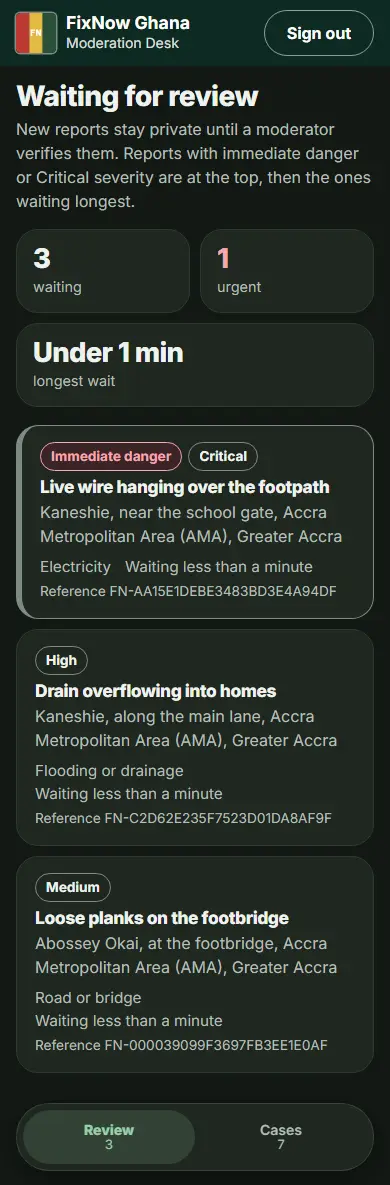 FN
FixNow Ghana
Moderation Desk
Sign out
Waiting for review
New reports stay private until a moderator
verifies them. Reports with immediate danger
or Critical severity are at the top, then the ones
waiting longest.
3
waiting
1
urgent
Under 1 min
longest wait
Immediate danger
Critical
Live wire hanging over the footpath
Kaneshie, near the school gate, Accra
Metropolitan Area (AMA), Greater Accra
Electricity Waiting less than a minute
Reference FN-AA15E1DEBE3483BD3E4A94DF
High
Drain overflowing into homes
Kaneshie, along the main lane, Accra
Metropolitan Area (AMA), Greater Accra
Flooding or drainage
Waiting less than a minute
Reference FN-C2D62E235F7523D01DA8AF9F
Medium
Loose planks on the footbridge
Abossey Okai, at the footbridge, Accra
Metropolitan Area (AMA), Greater Accra
Road or bridge
Waiting less than a minute
Reference FN-000039099F3697FB3EE1E0AF
Review
3
Cases
7